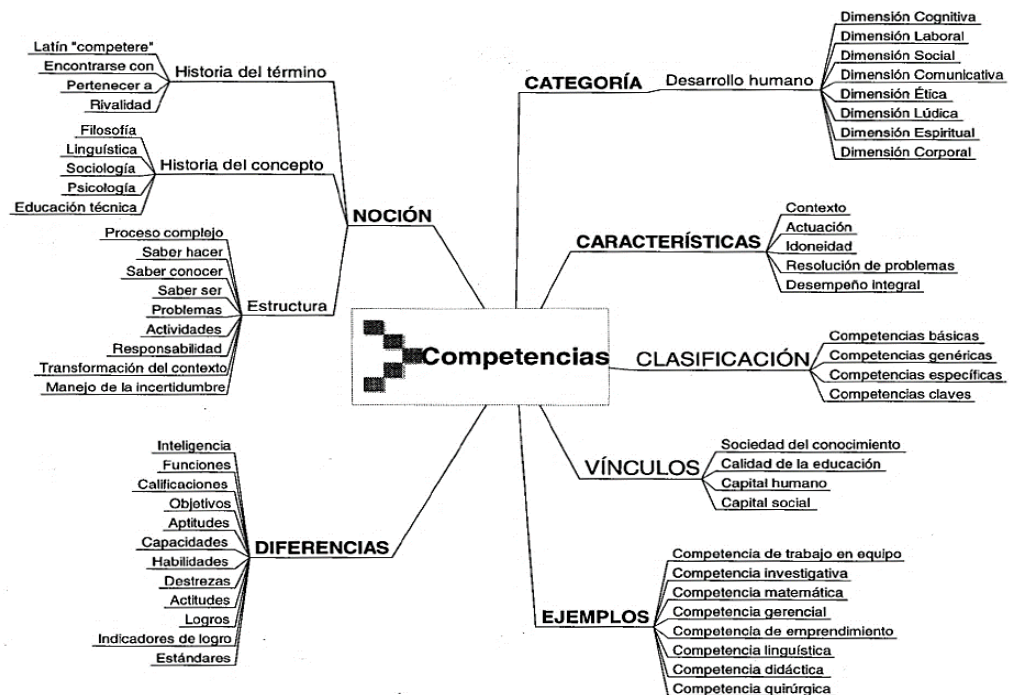 Competencias
NOCIÓN
Historia del término
Latín "competere"
Encontrarse con
Pertenecer a
Rivalidad
Historia del concepto
Filosofía
Linguística
Sociología
Psicología
Educación técnica
Estructura
Proceso complejo
Saber hacer
Saber conocer
Saber ser
Problemas
Actividades
Responsabilidad
Transformación del contexto
Manejo de la incertidumbre
DIFERENCIAS
Inteligencia
Funciones
Calificaciones
Objetivos
Aptitudes
Capacidades
Habilidades
Destrezas
Actitudes
Logros
Indicadores de logro
Estándares
CATEGORÍA
Desarrollo humano
Dimensión Cognitiva
Dimensión Laboral
Dimensión Social
Dimensión Comunicativa
Dimensión Ética
Dimensión Lúdica
Dimensión Espiritual
Dimensión Corporal
CARACTERÍSTICAS
Contexto
Actuación
Idoneidad
Resolución de problemas
Desempeño integral
CLASIFICACIÓN
Competencias básicas
Competencias genéricas
Competencias específicas
Competencias claves
VÍNCULOS
Sociedad del conocimiento
Calidad de la educación
Capital humano
Capital social
EJEMPLOS
Competencia de trabajo en equipo
Competencia investigativa
Competencia matemática
Competencia gerencial
Competencia de emprendimiento
Competencia linguística
Competencia didáctica
Competencia quirúrgica